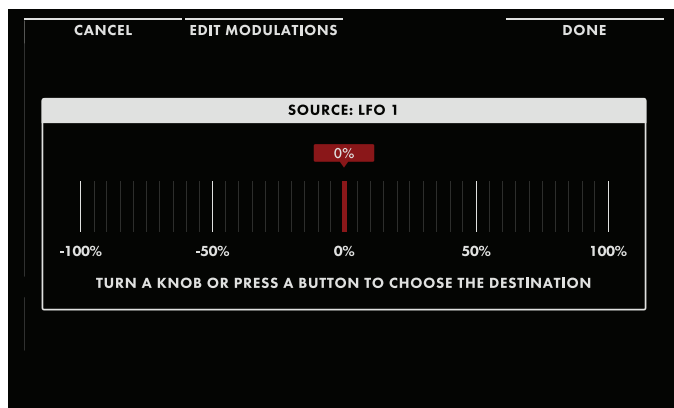 CANCEL EDIT MODULATIONS DONE
SOURCE: LFO 1
0%
-100% -50% 0% 50% 100%
TURN A KNOB OR PRESS A BUTTON TO CHOOSE THE DESTINATION